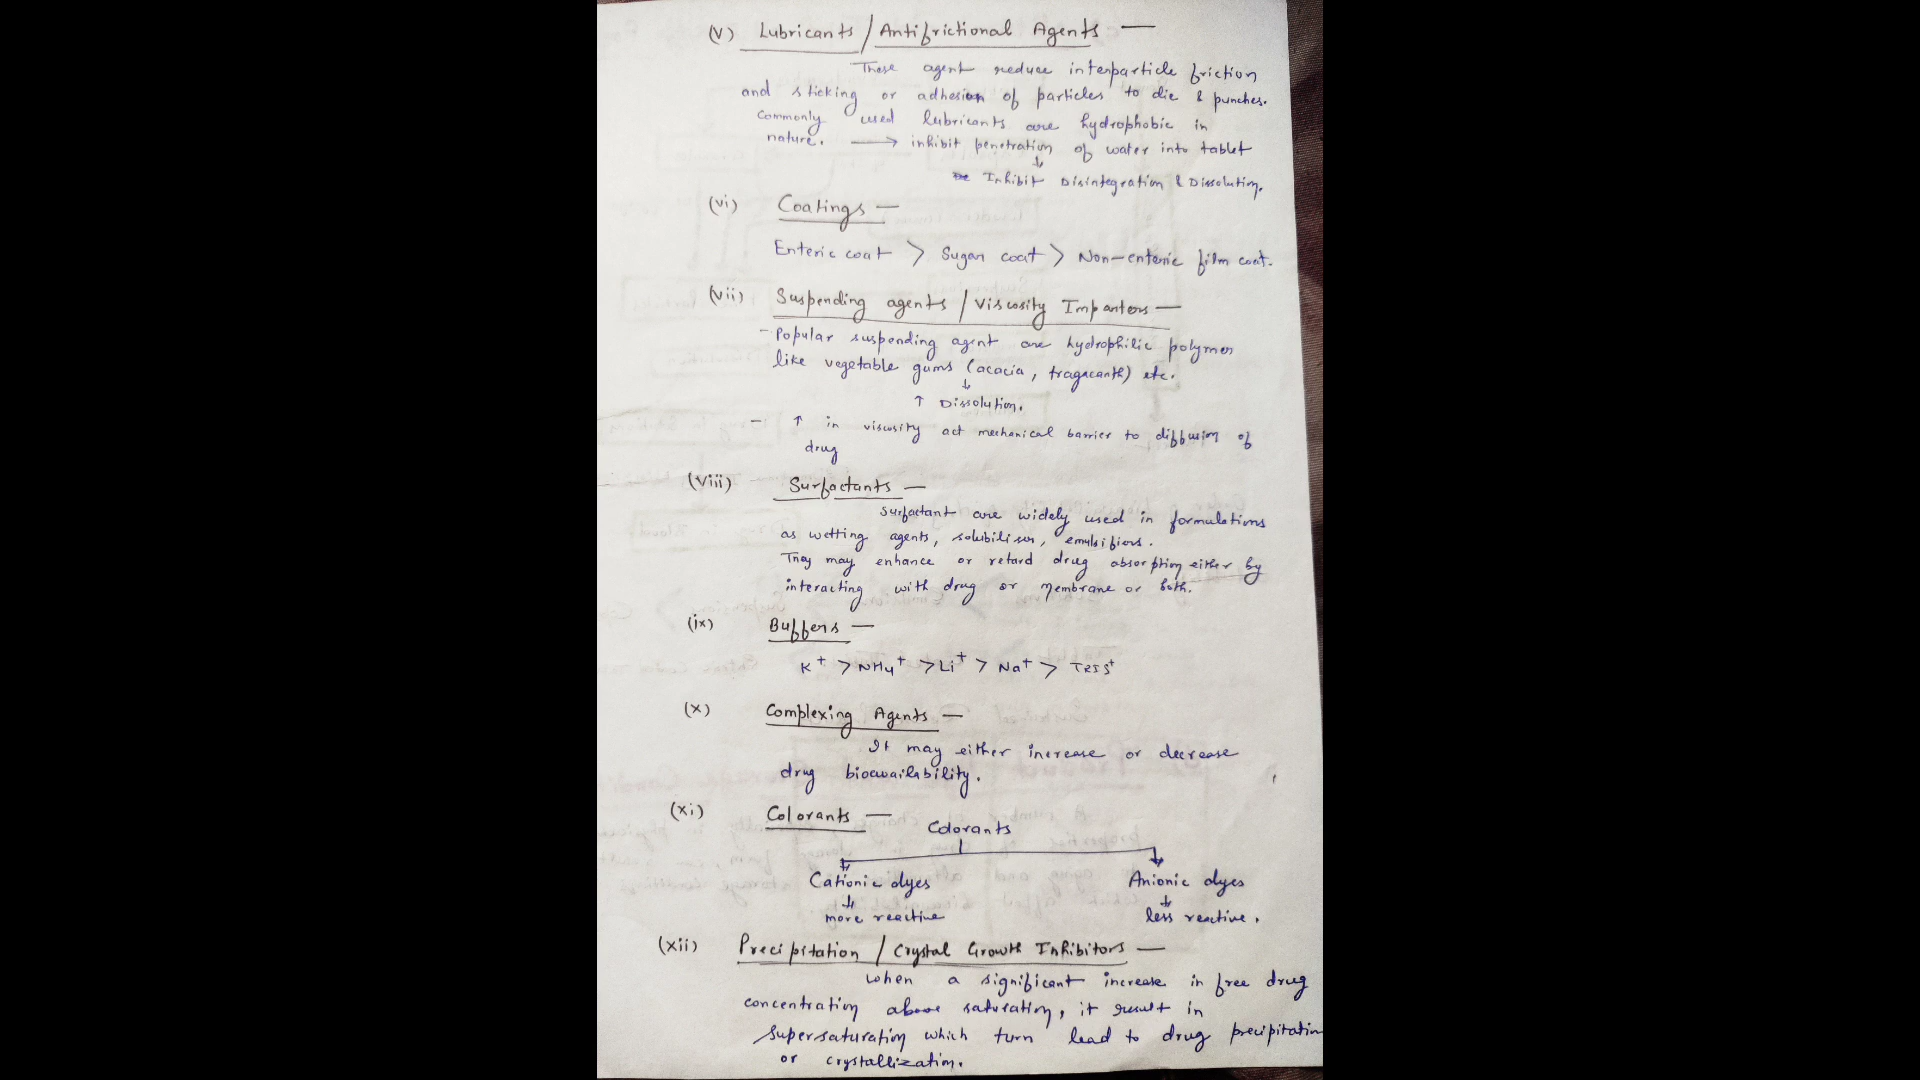 (v) Lubricants / Antifrictional Agents —
These agent reduce interparticle friction
and sticking or adhesion of particles to die & punches.
Commonly used lubricants are hydrophobic in
nature. → inhibit penetration of water into tablet
↓
Inhibit Disintegration & Dissolution.
(vi) Coatings —
Enteric coat > Sugar coat > Non-enteric film coat.
(vii) Suspending agents / Viscosity Impartors —
- Popular suspending agent are hydrophilic polymers
like vegetable gums (acacia, tragacanth) etc.
↓
↑ Dissolution.
- ↑ in viscosity act mechanical barrier to diffusion of
drug
(viii) Surfactants —
Surfactant are widely used in formulations
as wetting agents, solubiliser, emulsifiers.
They may enhance or retard drug absorption either by
interacting with drug or membrane or both.
(ix) Buffers —
K+ > NH4+ > Li+ > Na+ > TRIS+
(x) Complexing Agents —
It may either increase or decrease
drug bioavailability.
(xi) Colorants —
Colorants
Cationic dyes Anionic dyes
↓ ↓
more reactive less reactive.
(xii) Precipitation / Crystal Growth Inhibitors —
When a significant increase in free drug
concentration above saturation, it result in
supersaturation which turn lead to drug precipitation
or crystallization.